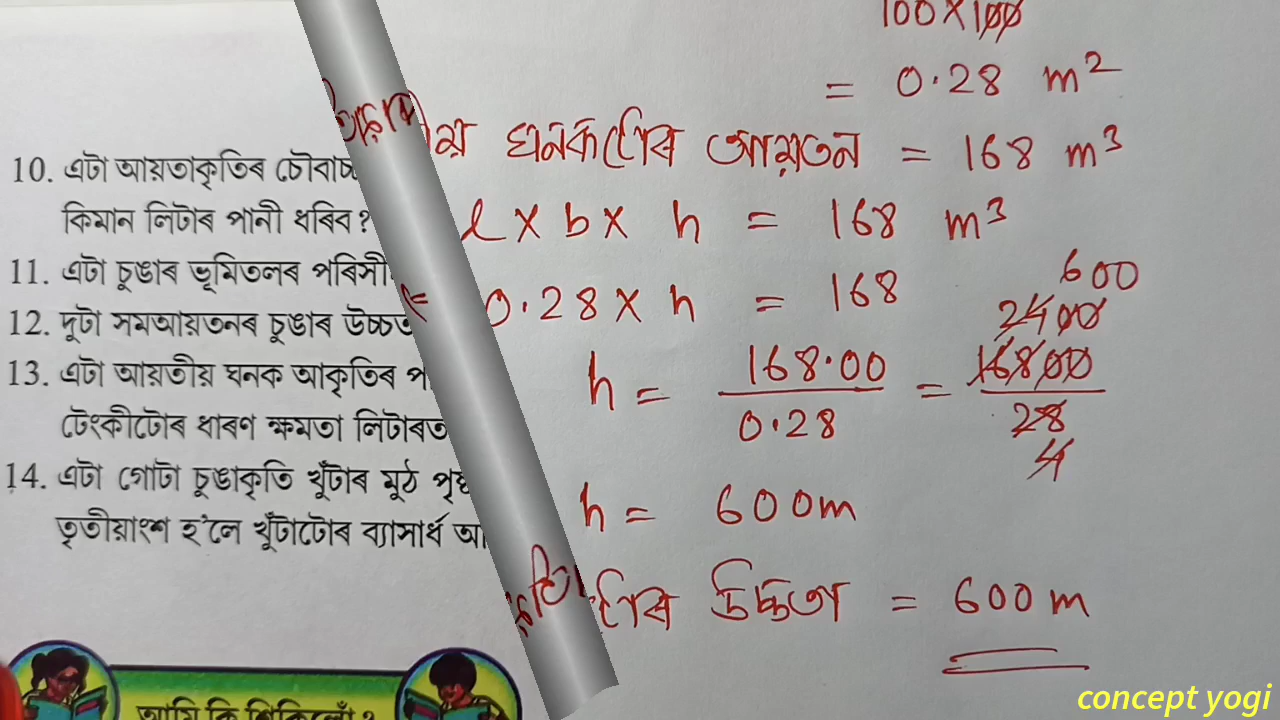 10. এটা আয়তাকৃতিৰ চৌবাচ্
কিমান লিটাৰ পানী ধৰিব?
11. এটা চুঙাৰ ভূমিতলৰ পৰিসী
12. দুটা সমআয়তনৰ চুঙাৰ উচ্চত
13. এটা আয়তীয় ঘনক আকৃতিৰ প
টেংকীটোৰ ধাৰণ ক্ষমতা লিটাৰত
14. এটা গোটা চুঙাকৃতি খুঁটাৰ মুঠ পৃষ্ঠ
তৃতীয়াংশ হ'লে খুঁটাটোৰ ব্যাসাৰ্ধ আ
আমি কি শিকিলোঁ ?
100 × 100
= 0.28 m²
ঘনকটোৰ আয়তন = 168 m³
l × b × h = 168 m³
0.28 × h = 168
600
2400
h = 168.00 / 0.28 = 16800 / 28
4
h = 600m
উচ্চতা = 600 m
concept yogi